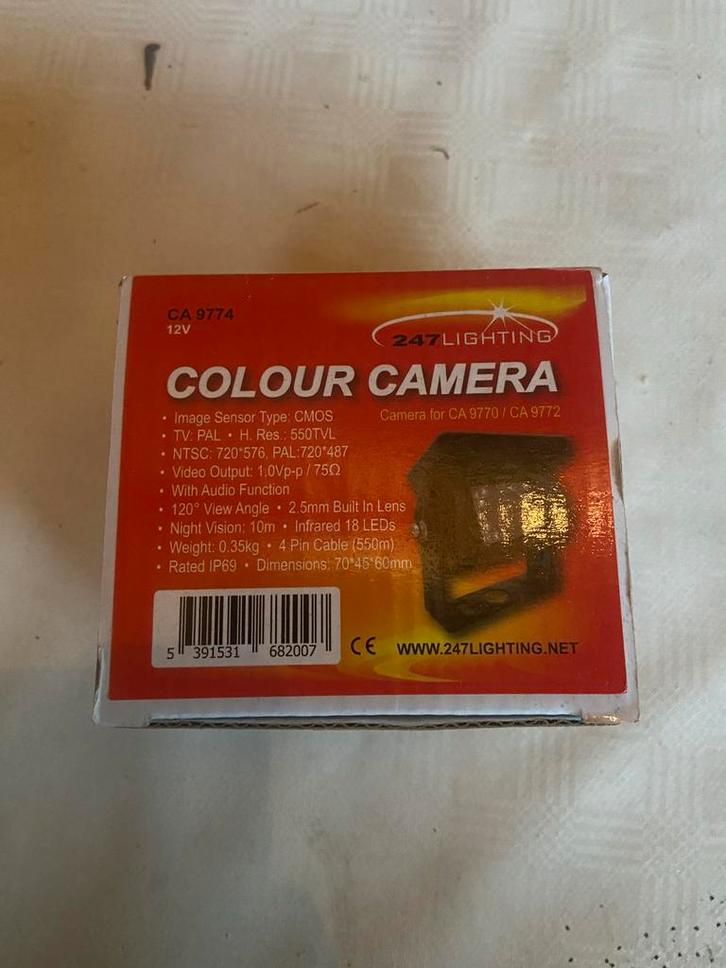 CA 9774
12V
247LIGHTING
COLOUR CAMERA
Camera for CA 9770 / CA 9772
• Image Sensor Type: CMOS
• TV: PAL • H. Res.: 550TVL
• NTSC: 720*576, PAL:720*487
• Video Output: 1.0Vp-p / 75Ω
• With Audio Function
• 120° View Angle • 2.5mm Built In Lens
• Night Vision: 10m • Infrared 18 LEDs
• Weight: 0.35kg • 4 Pin Cable (550m)
• Rated IP69 • Dimensions: 70*45*60mm
5 391531 682007
CE WWW.247LIGHTING.NET